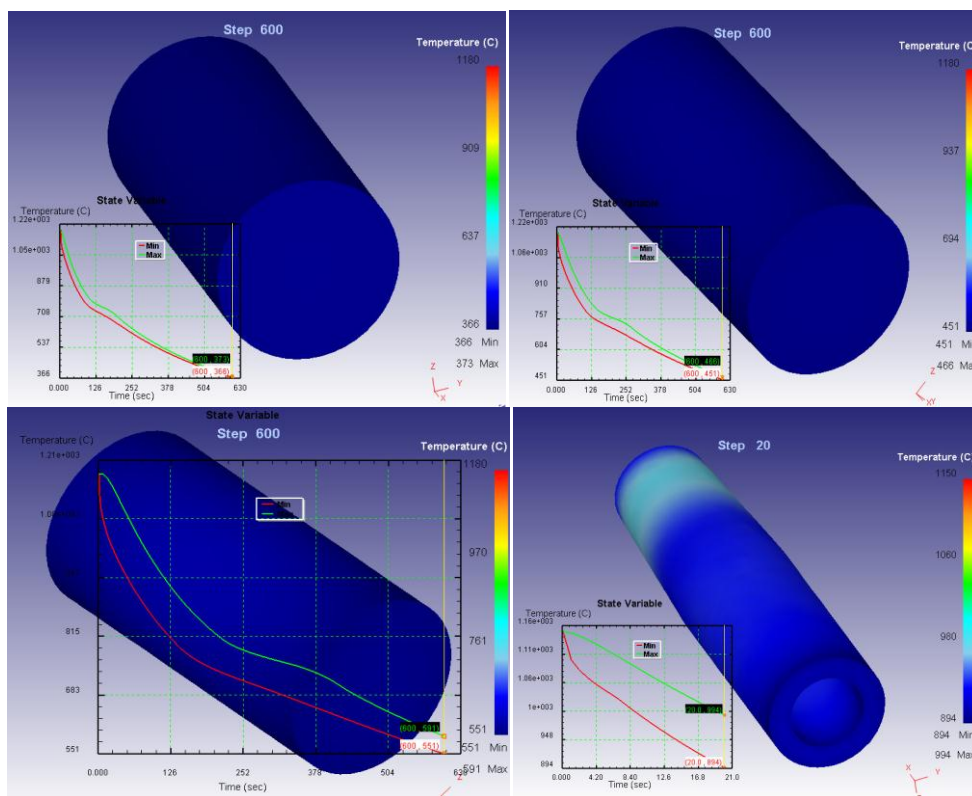 Step 600
Temperature (C)
1180
909
637
366
366 Min
373 Max
State Variable
Temperature (C)
1.22e+003
1.05e+003
879
708
537
366
Min
Max
(600, 373)
(600, 366)
0.000 126 252 378 504 630
Time (sec)
Z
Y
X
Step 600
Temperature (C)
1180
937
694
451
451 Min
466 Max
State Variable
Temperature (C)
1.22e+003
1.06e+003
910
757
604
451
Min
Max
(600, 466)
(600, 451)
0.000 126 252 378 504 630
Time (sec)
Z
XY
State Variable
Step 600
Temperature (C)
1180
970
761
551
551 Min
591 Max
Temperature (C)
1.21e+003
815
683
551
Min
(600, 591)
(600, 551)
0.000 126 252 378 504 630
Time (sec)
Z
Step 20
Temperature (C)
1150
1060
980
894
894 Min
994 Max
State Variable
Temperature (C)
1.16e+003
1.11e+003
1.06e+003
1e+003
948
894
Min
Max
(20.0, 894)
(20.0, 894)
0.000 4.20 8.40 12.6 16.8 21.0
Time (sec)
X
Y